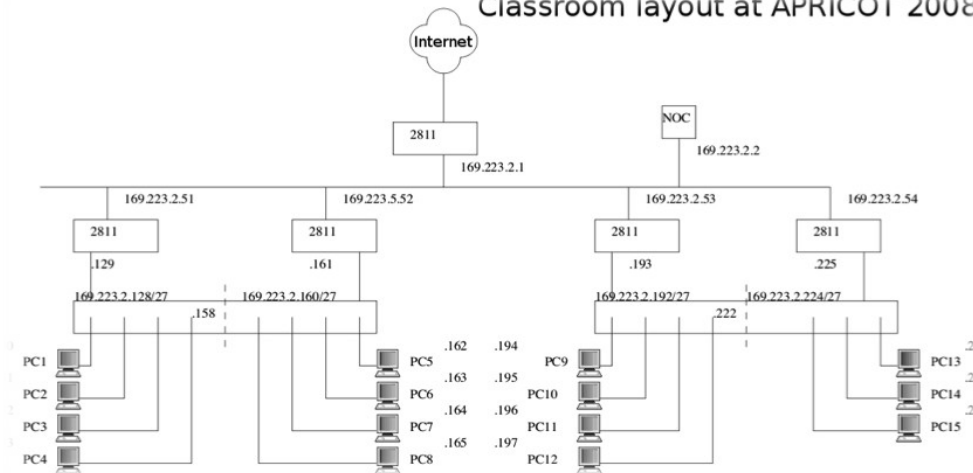 Classroom layout at APRICOT 2008
Internet
2811
NOC
169.223.2.1
169.223.2.2
169.223.2.51
169.223.5.52
169.223.2.53
169.223.2.54
2811
2811
2811
2811
.129
.161
.193
.225
169.223.2.128/27
169.223.2.160/27
169.223.2.192/27
169.223.2.224/27
.158
.222
PC1
PC5
.162
.194
PC9
PC13
PC2
PC6
.163
.195
PC10
PC14
PC3
PC7
.164
.196
PC11
PC15
PC4
PC8
.165
.197
PC12